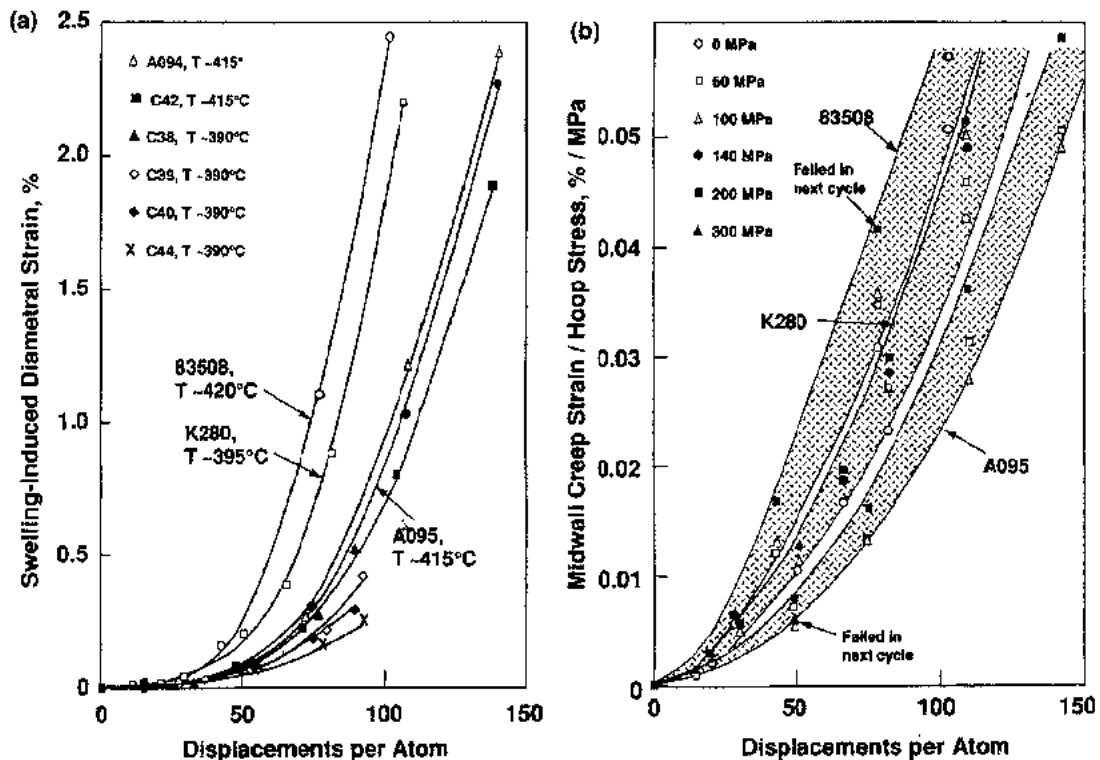 (a)
2.5
2.0
1.5
1.0
0.5
0
0
50
100
150
Swelling-Induced Diametral Strain, %
Displacements per Atom
A094, T ~415°
C42, T ~415°C
C38, T ~390°C
C39, T ~390°C
C40, T ~390°C
C44, T ~390°C
83508,
T ~420°C
K280,
T ~395°C
A095,
T ~415°C
(b)
0.05
0.04
0.03
0.02
0.01
0
0
50
100
150
Midwall Creep Strain / Hoop Stress, % / MPa
Displacements per Atom
0 MPa
60 MPa
100 MPa
140 MPa
200 MPa
300 MPa
83508
Failed in
next cycle
K280
A095
Failed in
next cycle